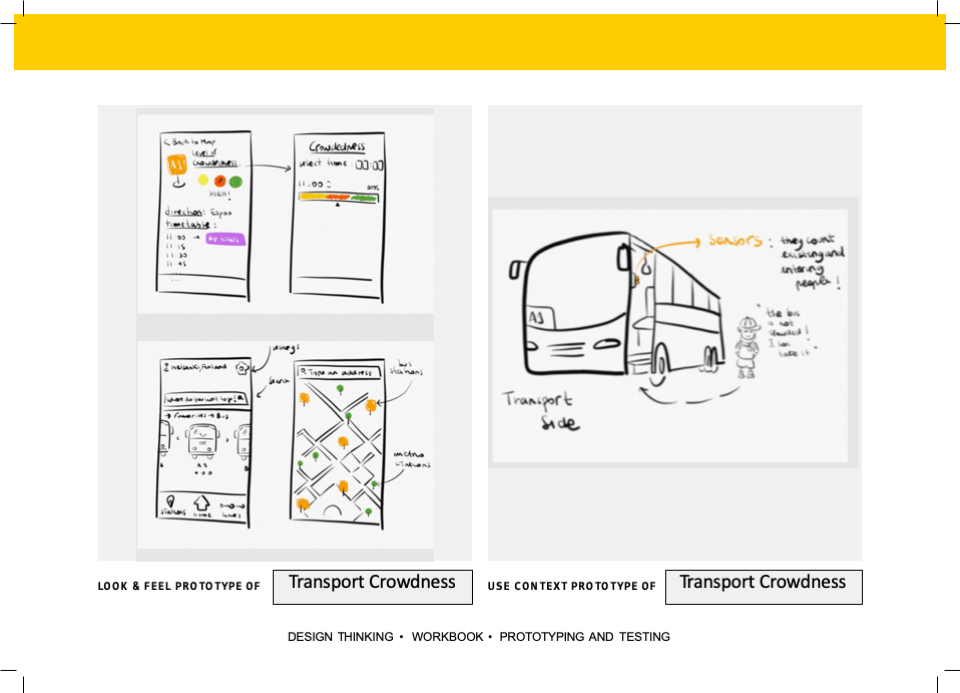 < Back to Map
Level of
Crowdedness
A1
HIGH!
direction: Espoo
timetable:
11:00 →
11:15
11:30
11:45
...
Crowdedness
select time: 00:00
11:00
80%
settings
Helsinki, Finland
Search
where do you want to go?
→ Favourites → Bus
stations
home
lines
Type an address
bus
stations
metro
stations
A1
Sensors: they count
existing and
entering
people!
"the bus
is not
crowded!
I can
take it"
Transport
Side
LOOK & FEEL PROTOTYPE OF
Transport Crowdness
USE CONTEXT PROTOTYPE OF
Transport Crowdness
DESIGN THINKING • WORKBOOK • PROTOTYPING AND TESTING